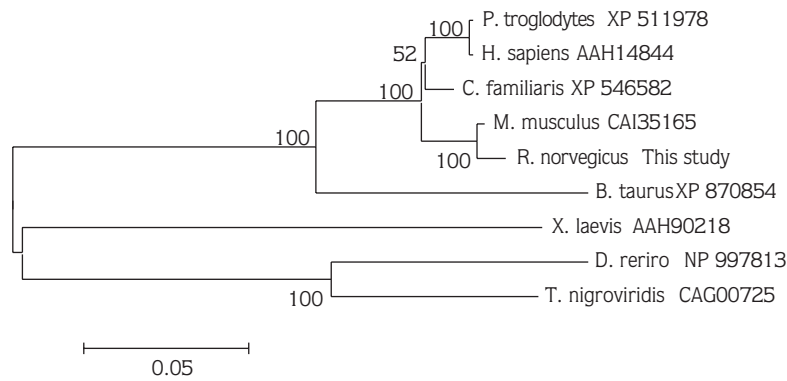 100
P. troglodytes XP 511978
52
H. sapiens AAH14844
100
C. familiaris XP 546582
100
M. musculus CAI35165
100
R. norvegicus This study
B. taurus XP 870854
X. laevis AAH90218
D. reriro NP 997813
100
T. nigroviridis CAG00725
0.05